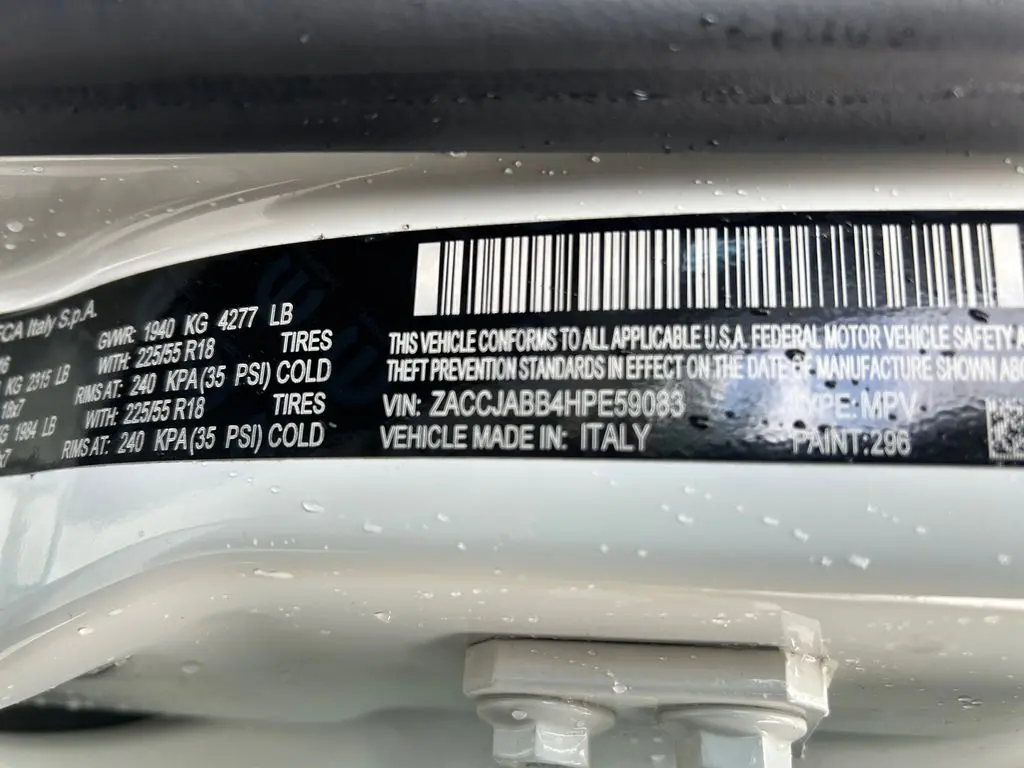 FCA Italy S.p.A.
GVWR: 1940 KG 4277 LB
WITH: 225/55 R18 TIRES
KG 2315 LB
RIMS AT: 240 KPA(35 PSI) COLD
WITH: 225/55 R18 TIRES
1984 LB
RIMS AT: 240 KPA(35 PSI) COLD
THIS VEHICLE CONFORMS TO ALL APPLICABLE U.S.A. FEDERAL MOTOR VEHICLE SAFETY
THEFT PREVENTION STANDARDS IN EFFECT ON THE DATE OF MANUFACTURE SHOWN
VIN: ZACCJABB4HPE59083 TYPE: MPV
VEHICLE MADE IN: ITALY PAINT:296